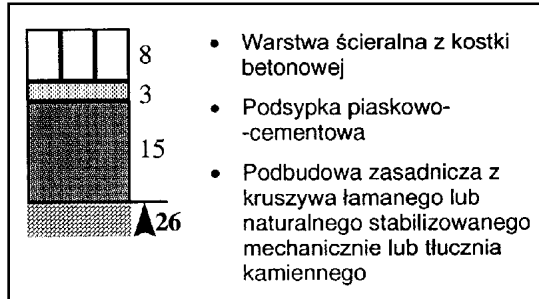 8
3
15
26
• Warstwa ścieralna z kostki
betonowej
• Podsypka piaskowo-
-cementowa
• Podbudowa zasadnicza z
kruszywa łamanego lub
naturalnego stabilizowanego
mechanicznie lub tłucznia
kamiennego